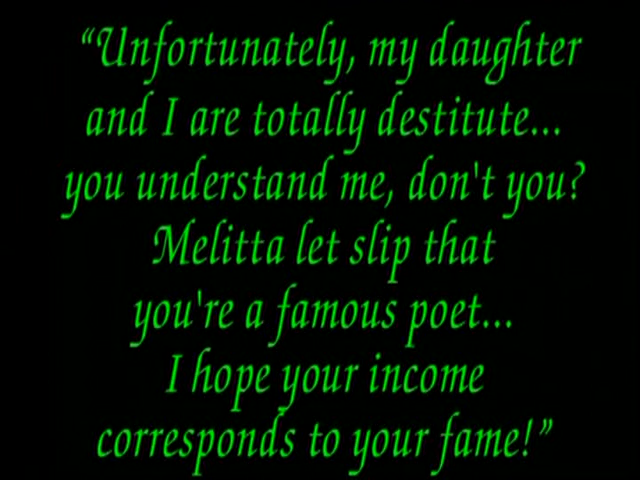 “Unfortunately, my daughter
and I are totally destitute...
you understand me, don't you?
Melitta let slip that
you're a famous poet...
I hope your income
corresponds to your fame!”